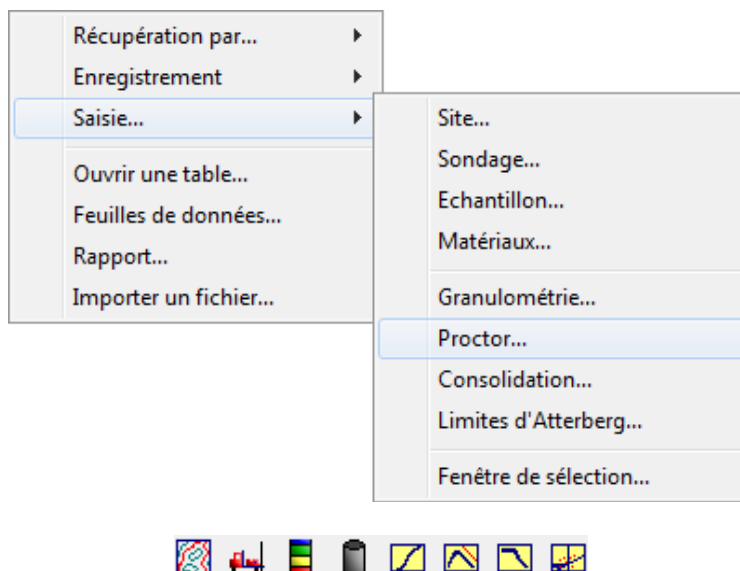 Récupération par...
Enregistrement
Saisie...
Ouvrir une table...
Feuilles de données...
Rapport...
Importer un fichier...
Site...
Sondage...
Echantillon...
Matériaux...
Granulométrie...
Proctor...
Consolidation...
Limites d'Atterberg...
Fenêtre de sélection...